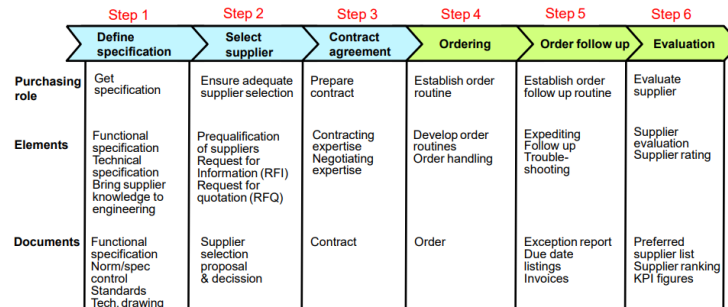 Step 1 Step 2 Step 3 Step 4 Step 5 Step 6
Define specification
Select supplier
Contract agreement
Ordering
Order follow up
Evaluation
Purchasing role
Get specification
Ensure adequate supplier selection
Prepare contract
Establish order routine
Establish order follow up routine
Evaluate supplier
Elements
Functional
specification
Technical
specification
Bring supplier
knowledge to
engineering
Prequalification
of suppliers
Request for
Information (RFI)
Request for
quotation (RFQ)
Contracting
expertise
Negotiating
expertise
Develop order
routines
Order handling
Expediting
Follow up
Trouble-
shooting
Supplier
evaluation
Supplier rating
Documents
Functional
specification
Norm/spec
control
Standards
Tech. drawing
Supplier
selection
proposal
& decission
Contract
Order
Exception report
Due date
listings
Invoices
Preferred
supplier list
Supplier ranking
KPI figures